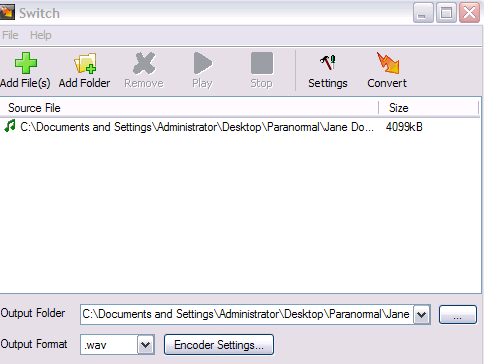 Switch
File Help
Add File(s) Add Folder Remove Play Stop Settings Convert
Source File Size
C:\Documents and Settings\Administrator\Desktop\Paranormal\Jane Do... 4099kB
Output Folder C:\Documents and Settings\Administrator\Desktop\Paranormal\Jane ...
Output Format .wav Encoder Settings...